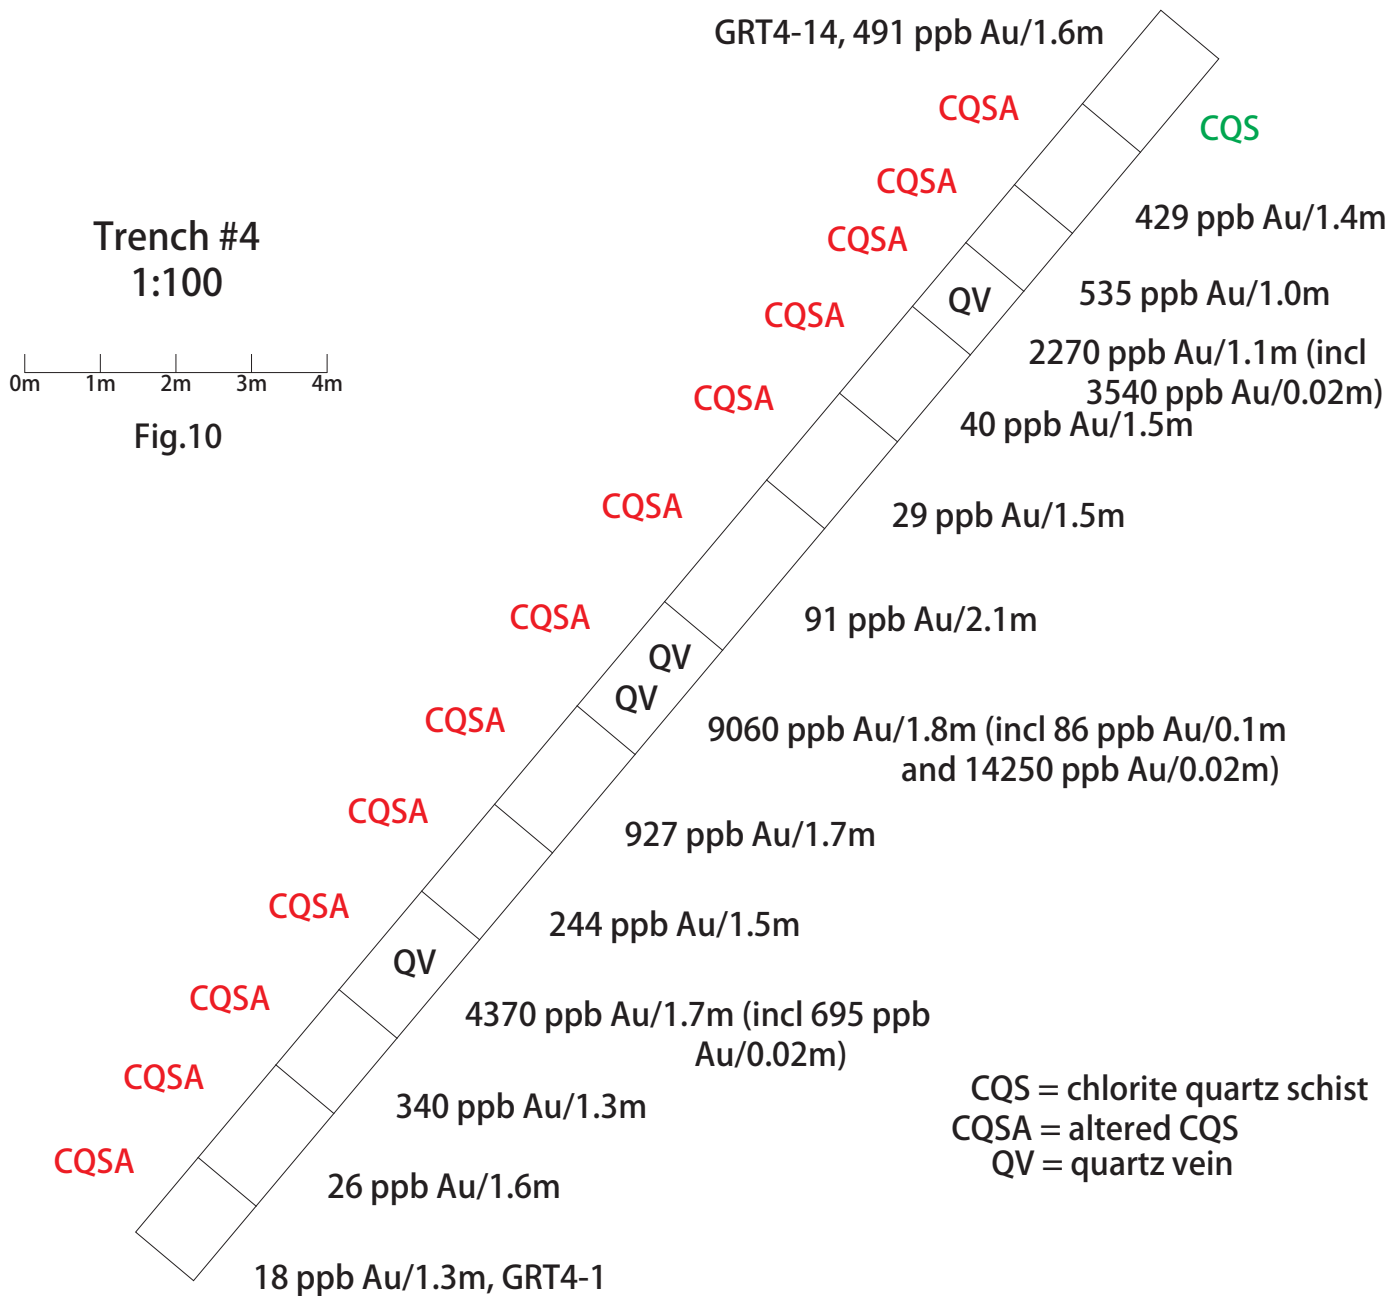 GRT4-14, 491 ppb Au/1.6m
CQSA
CQS
CQSA
429 ppb Au/1.4m
Trench #4
1:100
CQSA
QV
535 ppb Au/1.0m
CQSA
2270 ppb Au/1.1m (incl
3540 ppb Au/0.02m)
0m 1m 2m 3m 4m
Fig.10
CQSA
40 ppb Au/1.5m
CQSA
29 ppb Au/1.5m
CQSA
91 ppb Au/2.1m
QV
QV
CQSA
9060 ppb Au/1.8m (incl 86 ppb Au/0.1m
and 14250 ppb Au/0.02m)
CQSA
927 ppb Au/1.7m
CQSA
244 ppb Au/1.5m
QV
CQSA
4370 ppb Au/1.7m (incl 695 ppb
Au/0.02m)
CQSA
340 ppb Au/1.3m
CQSA
26 ppb Au/1.6m
18 ppb Au/1.3m, GRT4-1
CQS = chlorite quartz schist
CQSA = altered CQS
QV = quartz vein